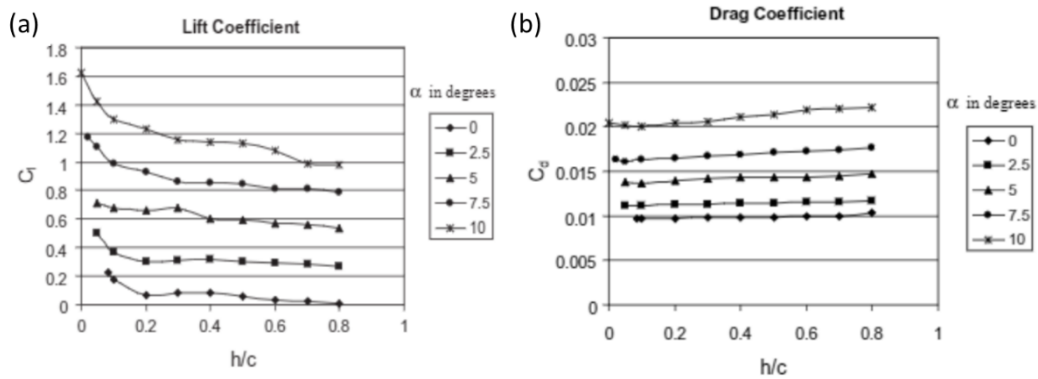 (a)
Lift Coefficient
1.8
1.6
1.4
1.2
1
0.8
0.6
0.4
0.2
0
0 0.2 0.4 0.6 0.8 1
C_l
h/c
α in degrees
0
2.5
5
7.5
10
(b)
Drag Coefficient
0.03
0.025
0.02
0.015
0.01
0.005
0
0 0.2 0.4 0.6 0.8 1
C_d
h/c
α in degrees
0
2.5
5
7.5
10